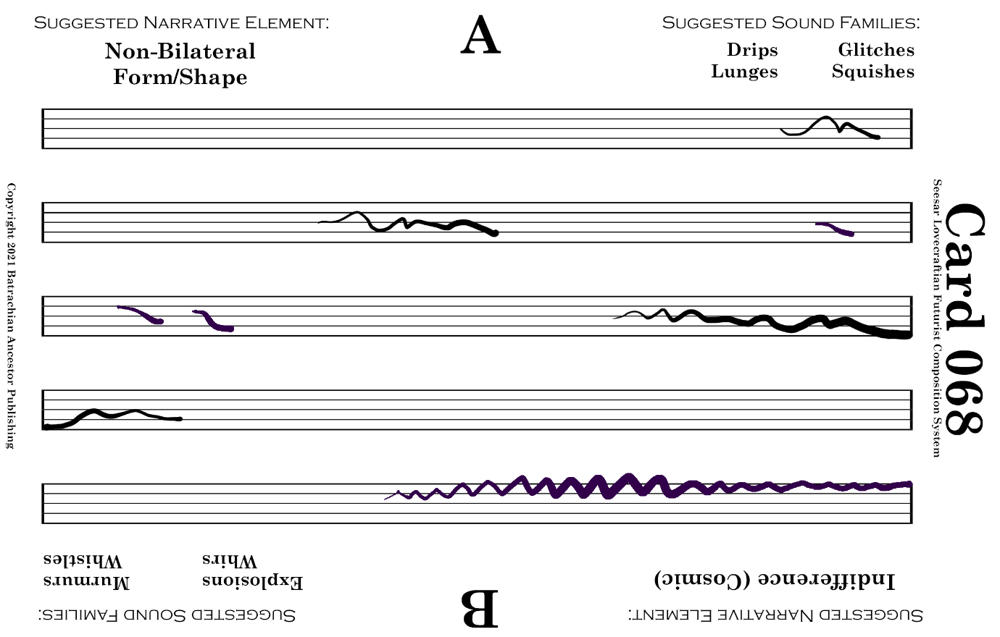 SUGGESTED NARRATIVE ELEMENT:
Non-Bilateral
Form/Shape
A
SUGGESTED SOUND FAMILIES:
Drips Glitches
Lunges Squishes
Copyright 2021 Batrachian Ancestor Publishing
Card 068
Seesar Lovecraftian Futurist Composition System
B
SUGGESTED NARRATIVE ELEMENT:
Indifference (Cosmic)
SUGGESTED SOUND FAMILIES:
Explosions Murmurs
Whirs Whistles